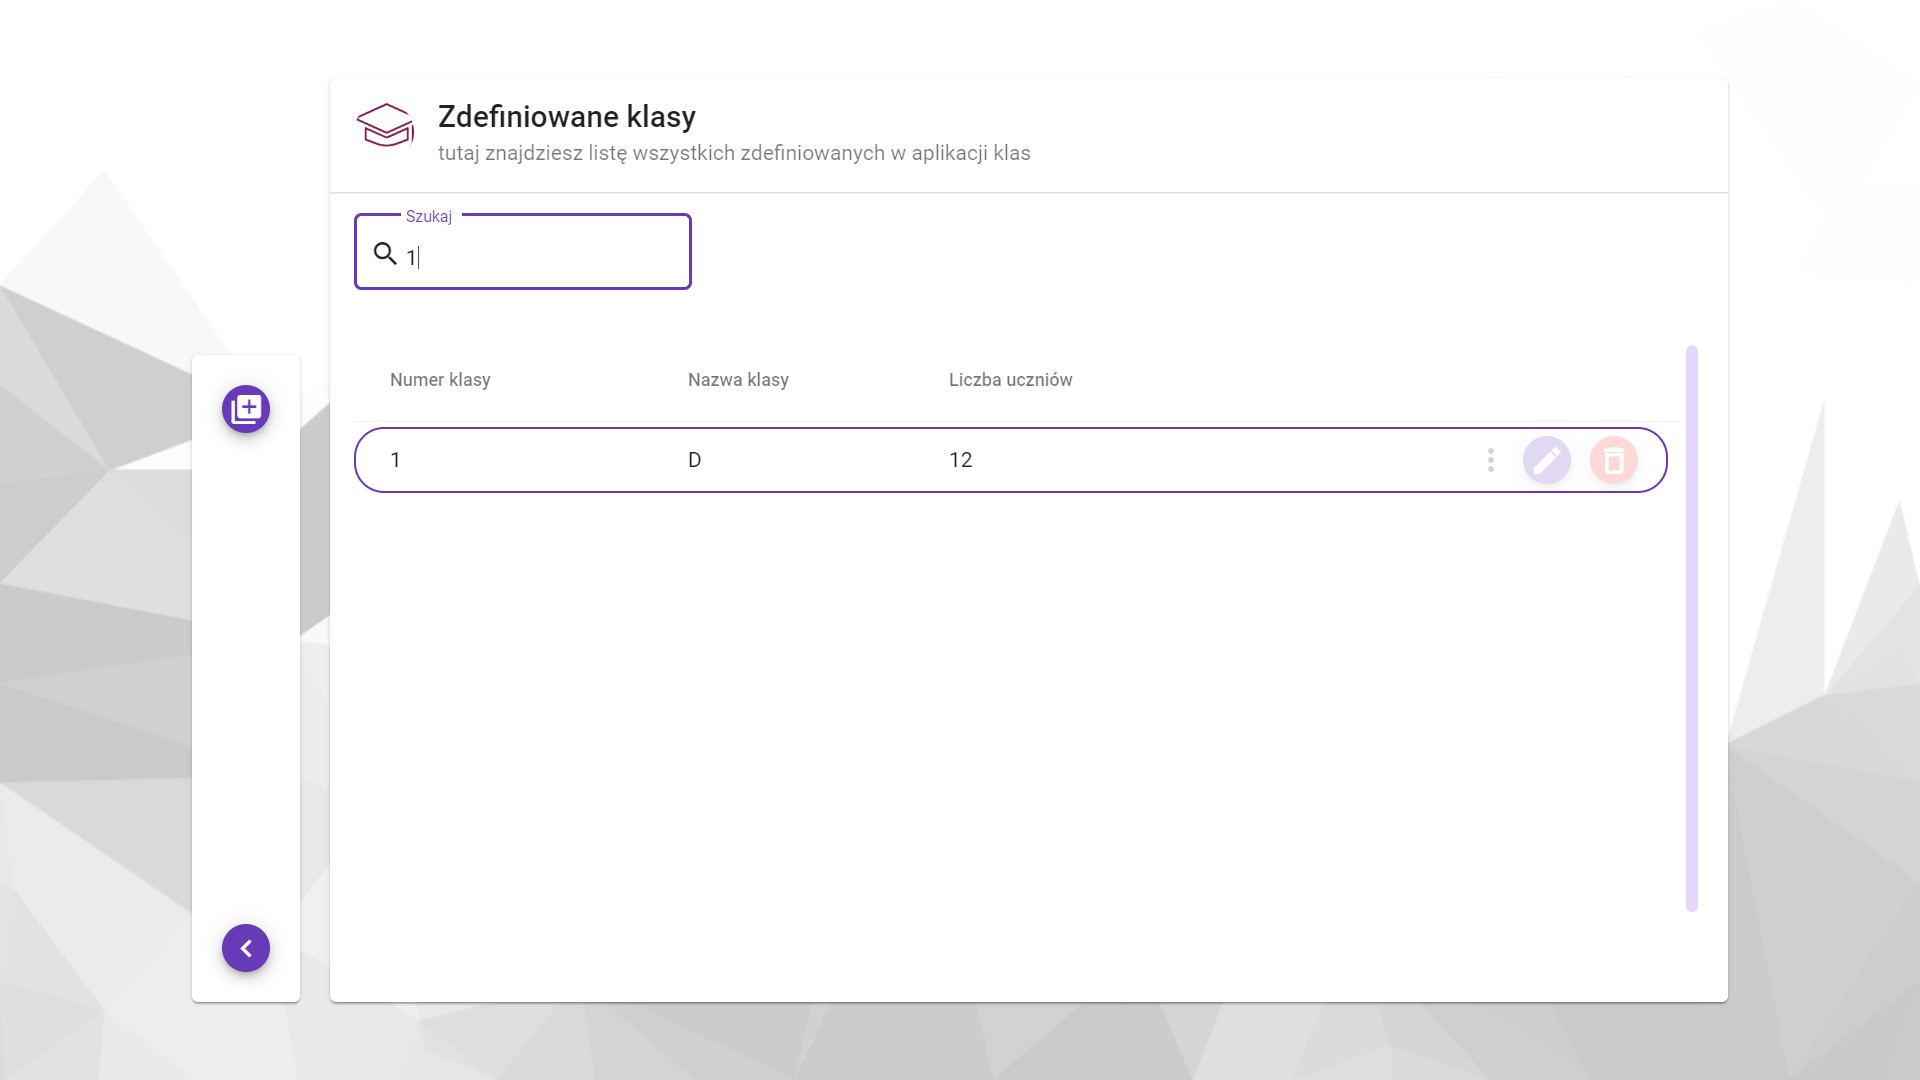 Zdefiniowane klasy
tutaj znajdziesz listę wszystkich zdefiniowanych w aplikacji klas
Szukaj
1
Numer klasy Nazwa klasy Liczba uczniów
1 D 12